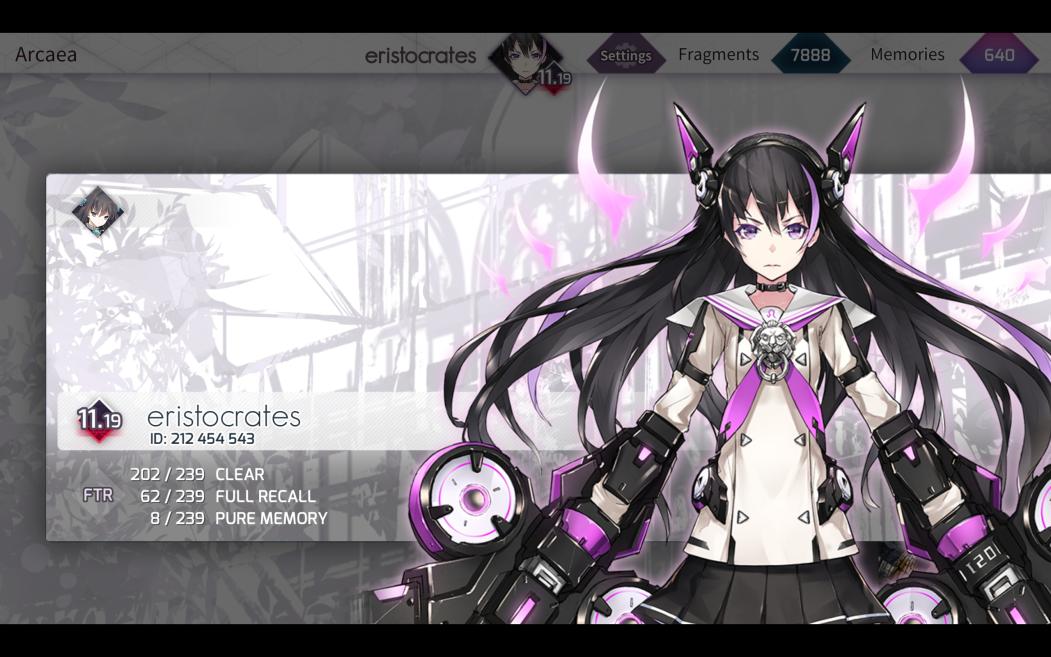 Arcaea
eristocrates
11.19
Settings
Fragments
7888
Memories
640
11.19
eristocrates
ID: 212 454 543
FTR
202 / 239 CLEAR
62 / 239 FULL RECALL
8 / 239 PURE MEMORY
1120